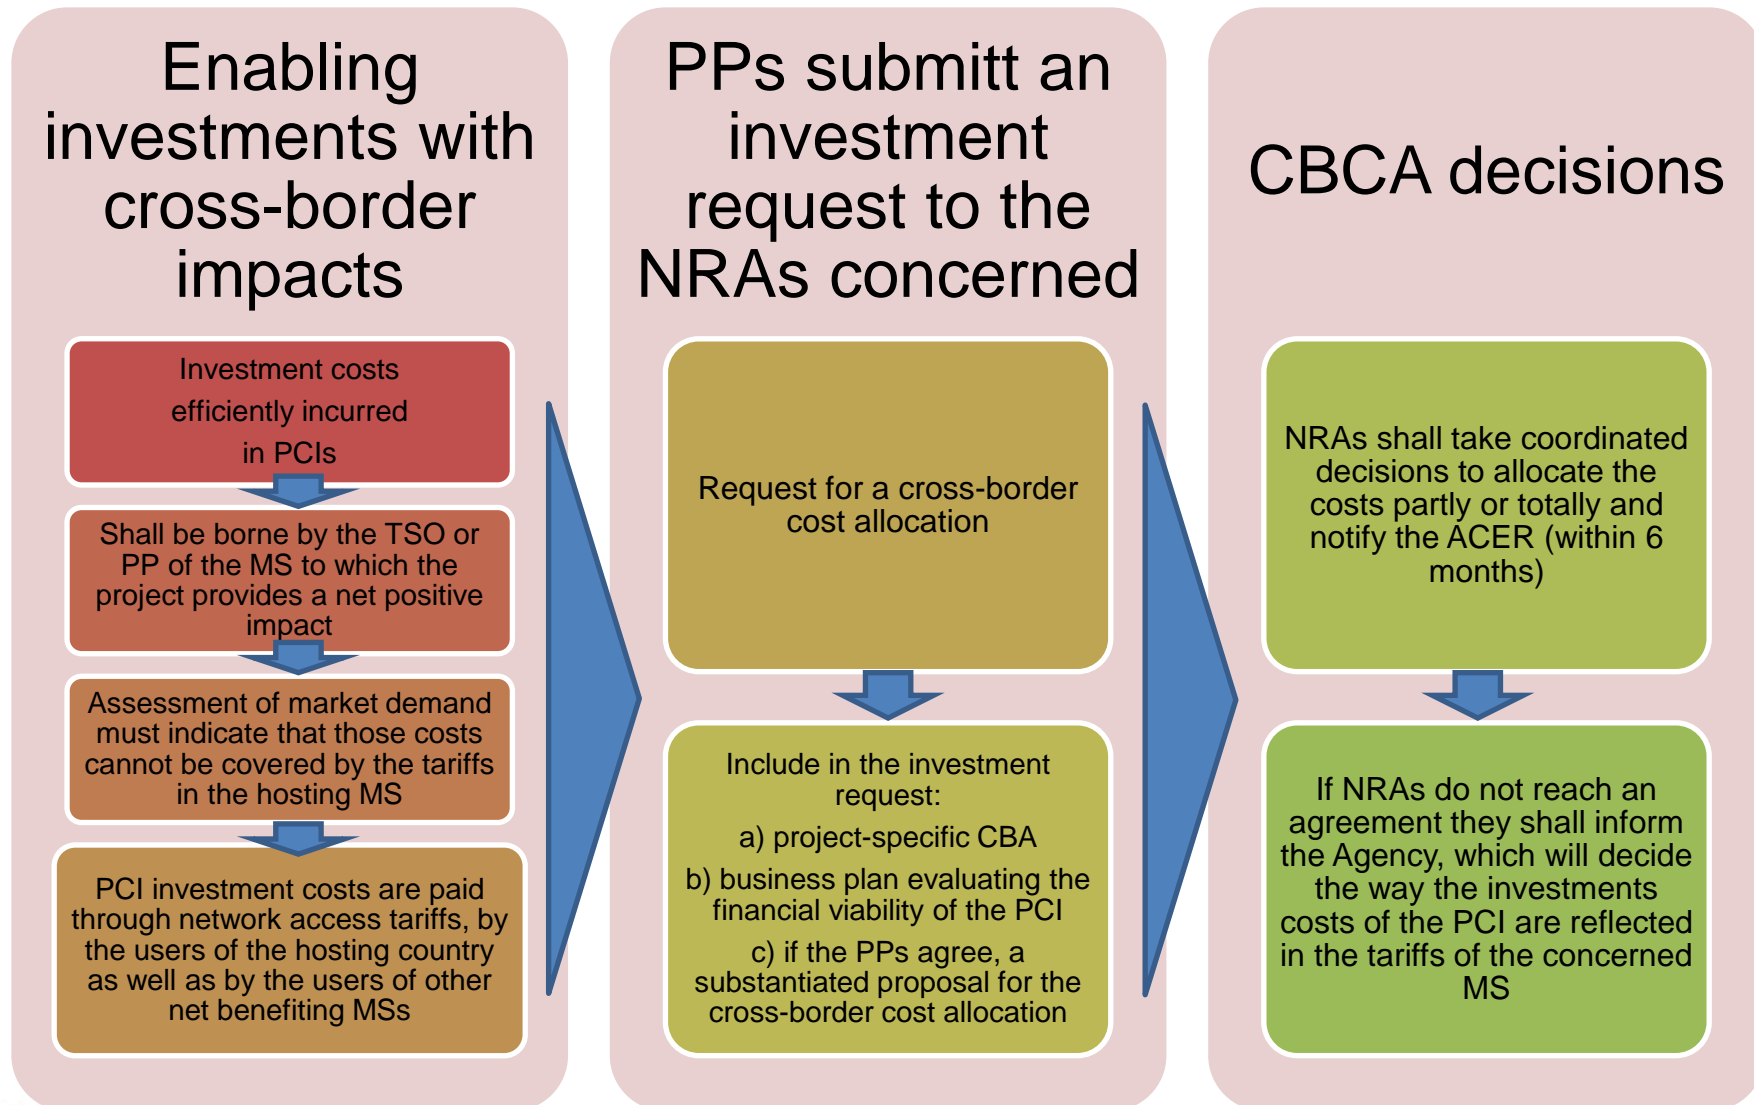 Enabling
investments with
cross-border
impacts
Investment costs
efficiently incurred
in PCIs
Shall be borne by the TSO or
PP of the MS to which the
project provides a net positive
impact
Assessment of market demand
must indicate that those costs
cannot be covered by the tariffs
in the hosting MS
PCI investment costs are paid
through network access tariffs, by
the users of the hosting country
as well as by the users of other
net benefiting MSs
PPs submitt an
investment
request to the
NRAs concerned
Request for a cross-border
cost allocation
Include in the investment
request:
a) project-specific CBA
b) business plan evaluating the
financial viability of the PCI
c) if the PPs agree, a
substantiated proposal for the
cross-border cost allocation
CBCA decisions
NRAs shall take coordinated
decisions to allocate the
costs partly or totally and
notify the ACER (within 6
months)
If NRAs do not reach an
agreement they shall inform
the Agency, which will decide
the way the investments
costs of the PCI are reflected
in the tariffs of the concerned
MS